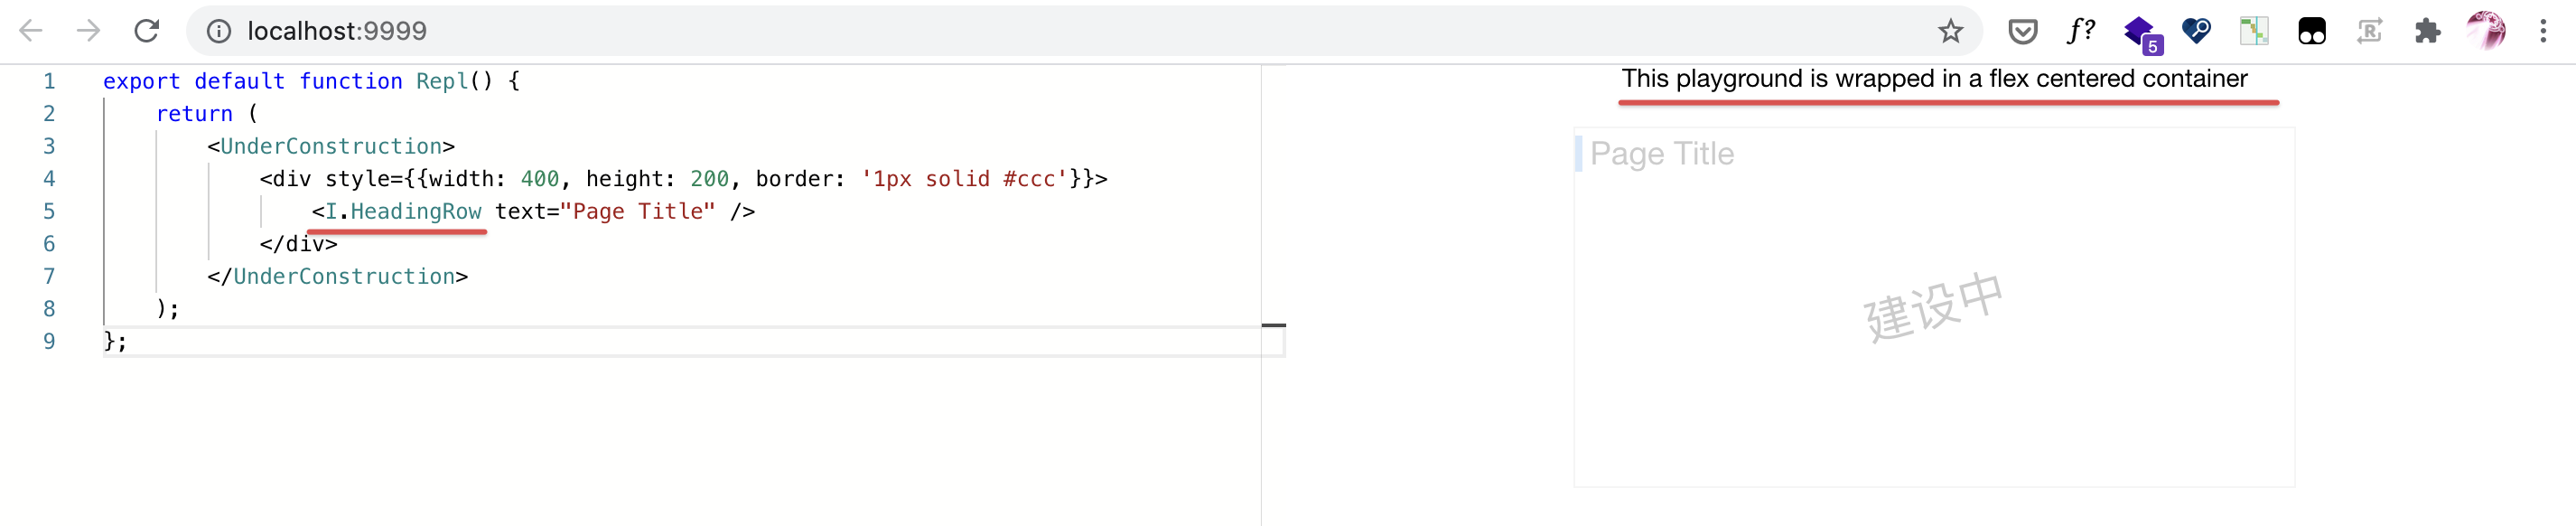 localhost:9999
f?
5
1 export default function Repl() {
2 return (
3 <UnderConstruction>
4 <div style={{width: 400, height: 200, border: '1px solid #ccc'}}>
5 <I.HeadingRow text="Page Title" />
6 </div>
7 </UnderConstruction>
8 );
9 };
This playground is wrapped in a flex centered container
Page Title
建设中